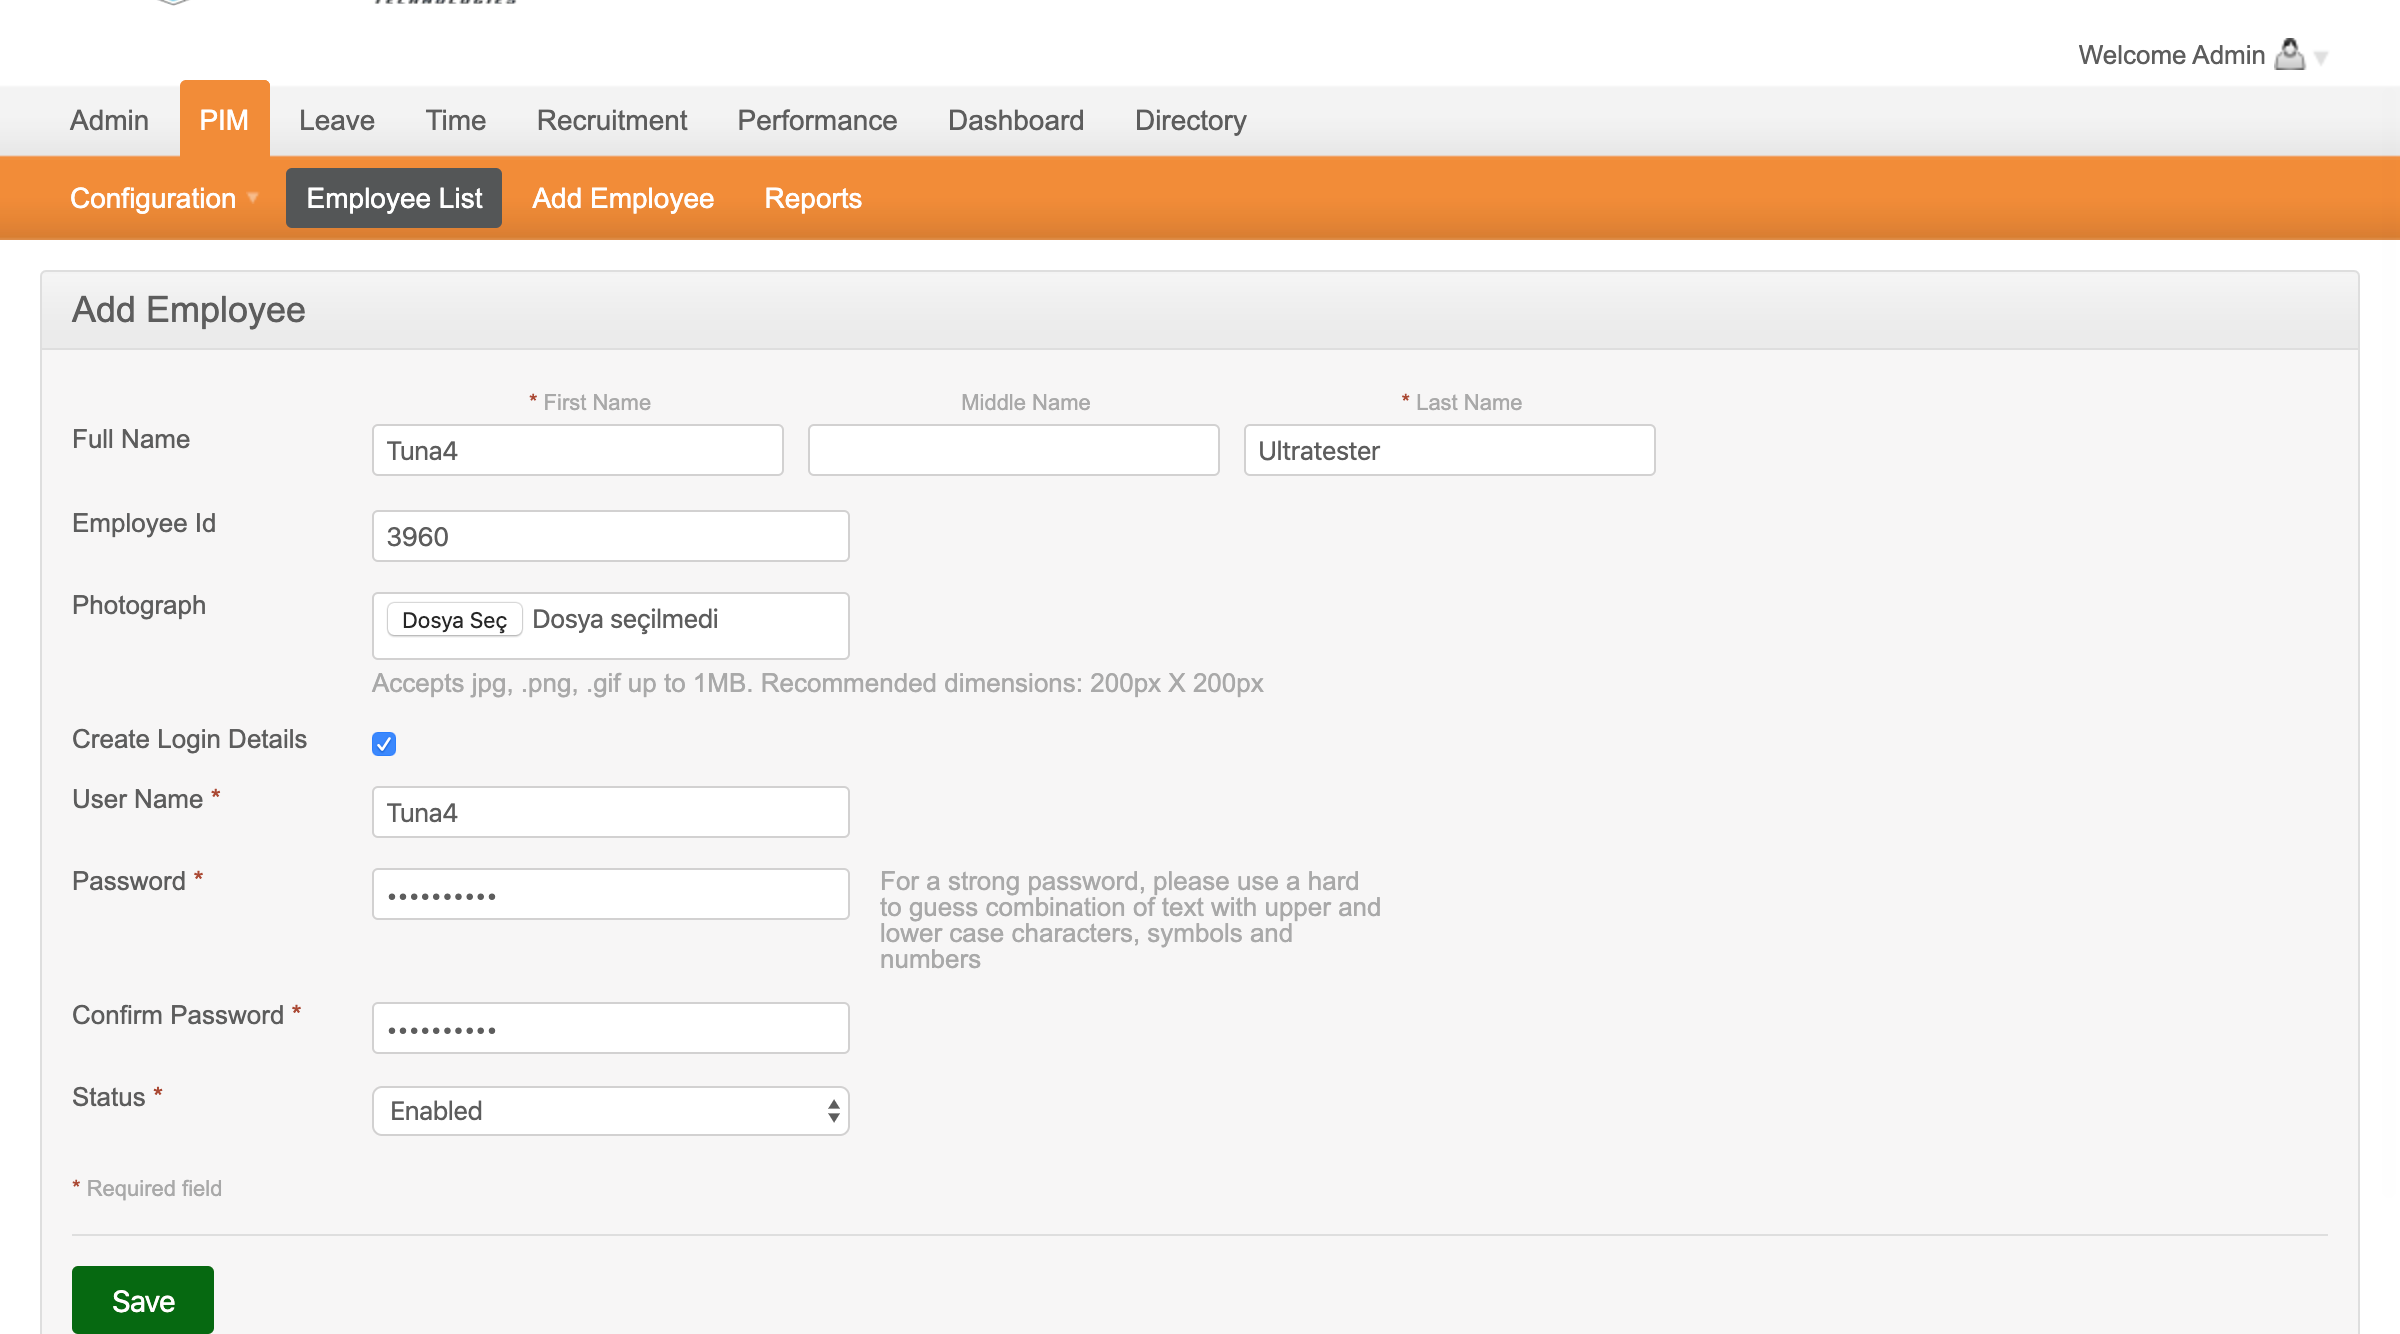 TECHNOLOGIES
Welcome Admin
Admin PIM Leave Time Recruitment Performance Dashboard Directory
Configuration Employee List Add Employee Reports
Add Employee
* First Name Middle Name * Last Name
Full Name Tuna4 Ultratester
Employee Id 3960
Photograph Dosya Seç Dosya seçilmedi
Accepts jpg, .png, .gif up to 1MB. Recommended dimensions: 200px X 200px
Create Login Details
User Name * Tuna4
Password * ••••••••••
For a strong password, please use a hard
to guess combination of text with upper and
lower case characters, symbols and
numbers
Confirm Password * ••••••••••
Status * Enabled
* Required field
Save